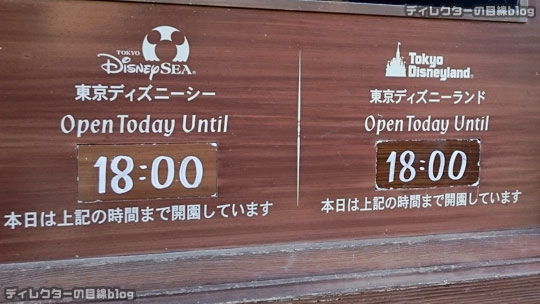 ディレクターの目線blog
TOKYO
DISNEYSEA®
東京ディズニーシー
Open Today Until
18:00
本日は上記の時間まで開園しています
Tokyo
Disneyland®
東京ディズニーランド
Open Today Until
18:00
本日は上記の時間まで開園しています
ディレクターの目線blog